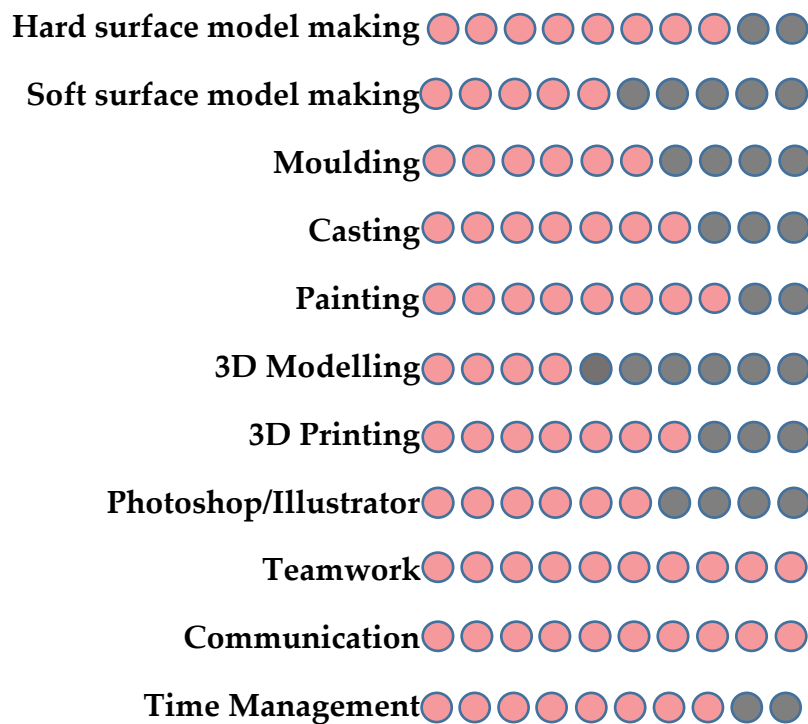 Hard surface model making
Soft surface model making
Moulding
Casting
Painting
3D Modelling
3D Printing
Photoshop/Illustrator
Teamwork
Communication
Time Management